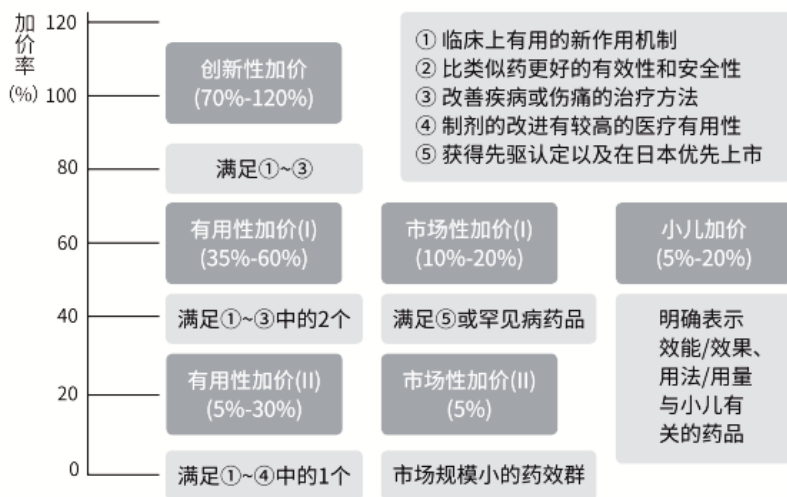 加价率
(%)
120
100
80
60
40
20
0
① 临床上有用的新作用机制
② 比类似药更好的有效性和安全性
③ 改善疾病或伤痛的治疗方法
④ 制剂的改进有较高的医疗有用性
⑤ 获得先驱认定以及在日本优先上市
创新性加价
(70%-120%)
满足①~③
有用性加价(I)
(35%-60%)
满足①~③中的2个
有用性加价(II)
(5%-30%)
满足①~④中的1个
市场性加价(I)
(10%-20%)
满足⑤或罕见病药品
市场性加价(II)
(5%)
市场规模小的药效群
小儿加价
(5%-20%)
明确表示
效能/效果、
用法/用量
与小儿有
关的药品